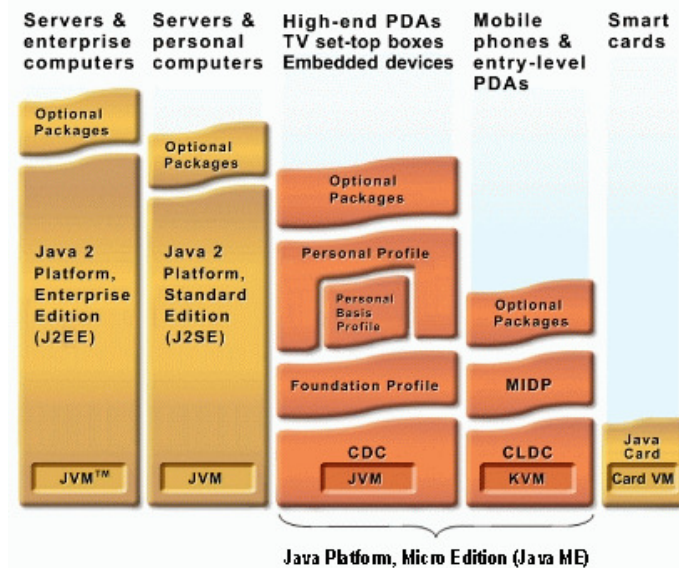 Servers &
enterprise
computers
Servers &
personal
computers
High-end PDAs
TV set-top boxes
Embedded devices
Mobile
phones &
entry-level
PDAs
Smart
cards
Optional
Packages
Java 2
Platform,
Enterprise
Edition
(J2EE)
JVM™
Optional
Packages
Java 2
Platform,
Standard
Edition
(J2SE)
JVM
Optional
Packages
Personal Profile
Personal
Basis
Profile
Foundation Profile
CDC
JVM
Optional
Packages
MIDP
CLDC
KVM
Java
Card
Card VM
Java Platform, Micro Edition (Java ME)